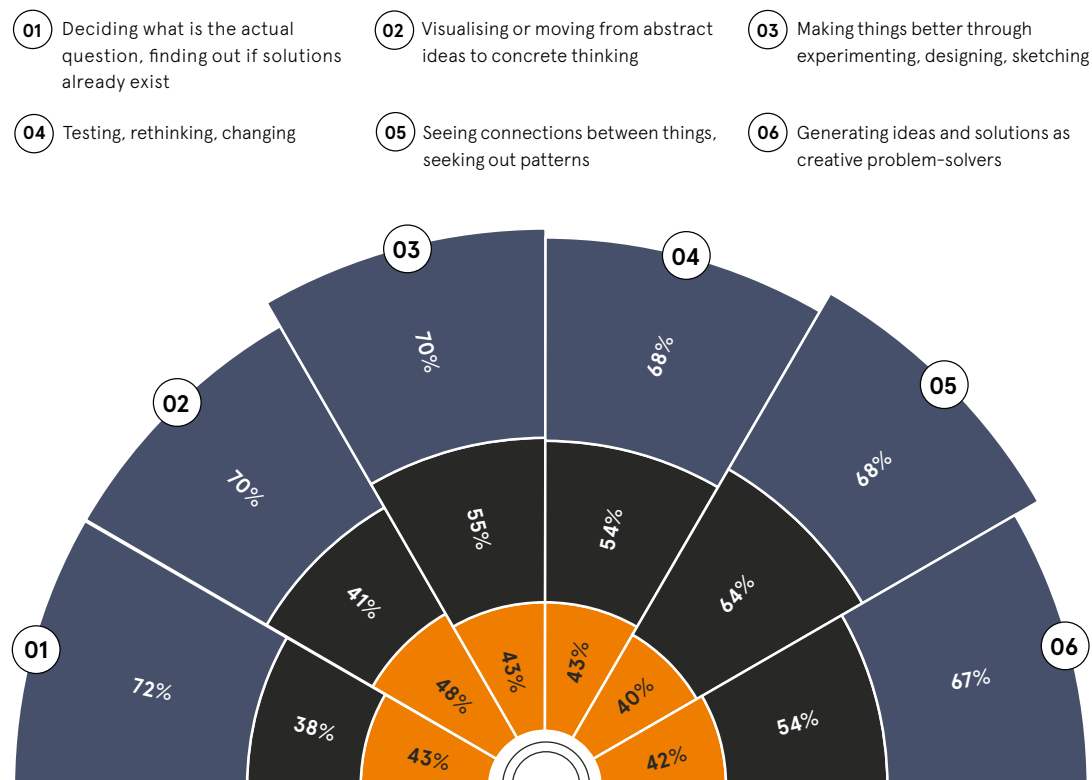 01 Deciding what is the actual
question, finding out if solutions
already exist
02 Visualising or moving from abstract
ideas to concrete thinking
03 Making things better through
experimenting, designing, sketching
04 Testing, rethinking, changing
05 Seeing connections between things,
seeking out patterns
06 Generating ideas and solutions as
creative problem-solvers
01
72%
38%
43%
02
70%
41%
48%
03
70%
55%
43%
04
68%
54%
43%
05
68%
64%
40%
06
67%
54%
42%